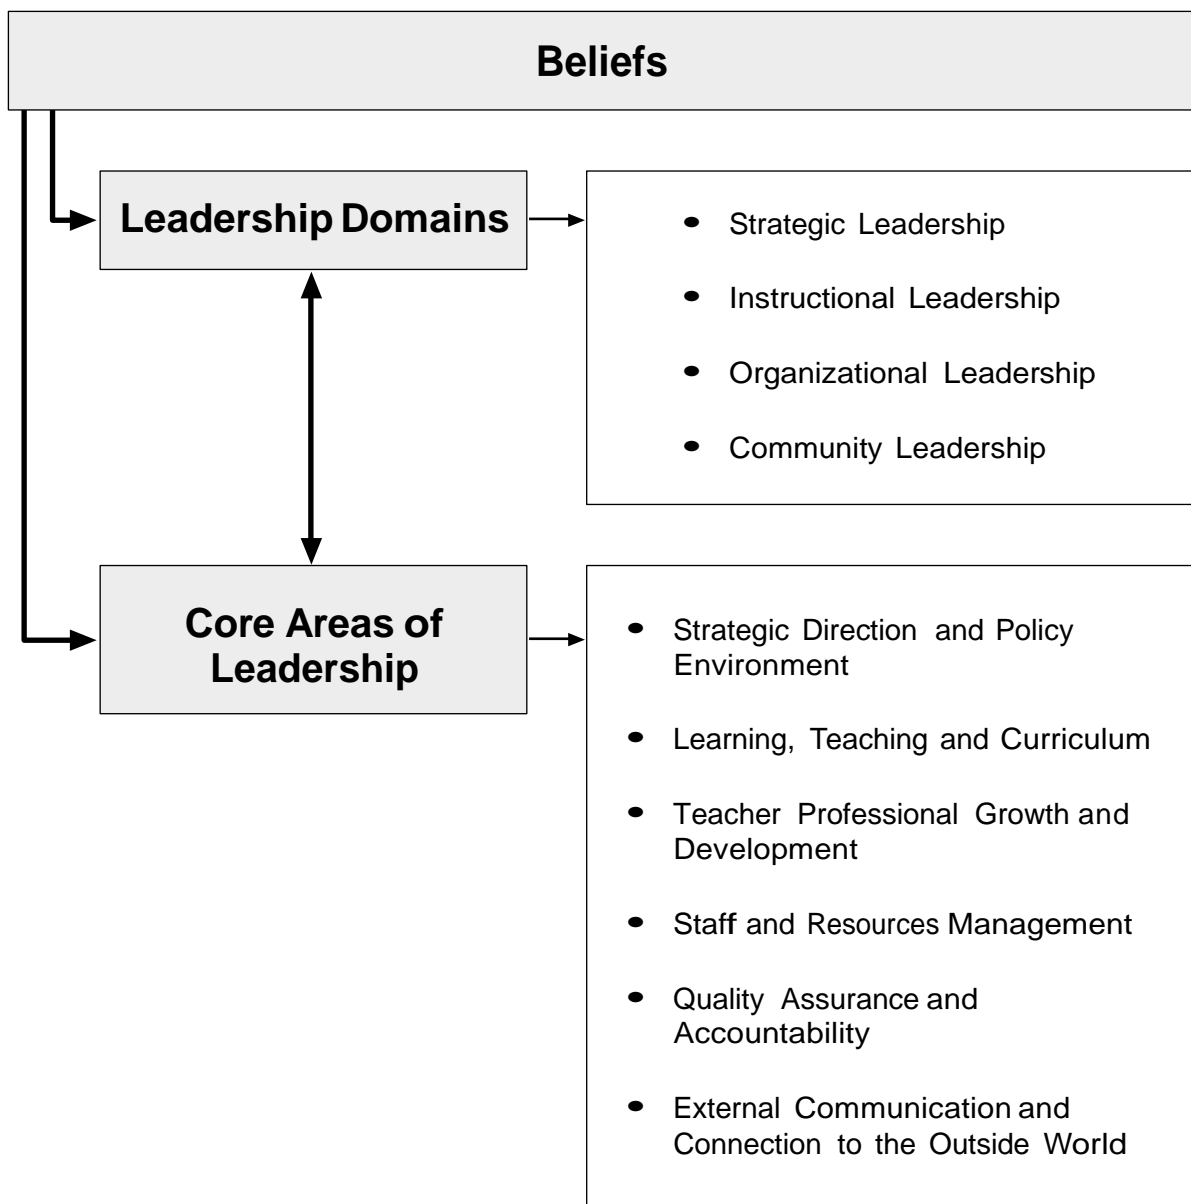 Beliefs
Leadership Domains
• Strategic Leadership
• Instructional Leadership
• Organizational Leadership
• Community Leadership
Core Areas of
Leadership
• Strategic Direction and Policy
Environment
• Learning, Teaching and Curriculum
• Teacher Professional Growth and
Development
• Staff and Resources Management
• Quality Assurance and
Accountability
• External Communication and
Connection to the Outside World